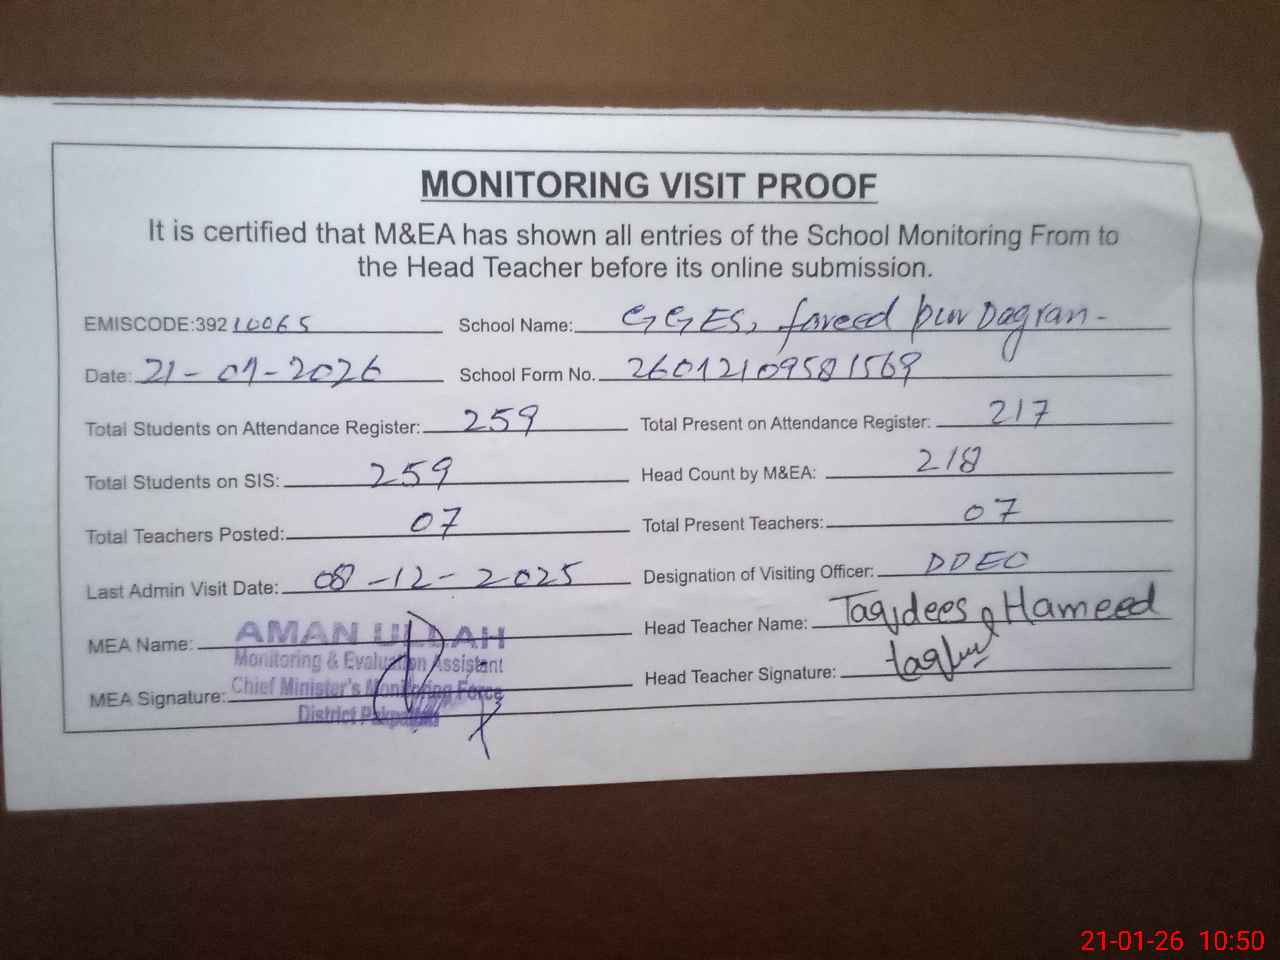 MONITORING VISIT PROOF
It is certified that M&EA has shown all entries of the School Monitoring From to
the Head Teacher before its online submission.
EMISCODE:39210065 School Name: GGES, fareed pur Dogran-
Date: 21-01-2026 School Form No. 26012109581569
Total Students on Attendance Register: 259 Total Present on Attendance Register: 217
Total Students on SIS: 259 Head Count by M&EA: 218
Total Teachers Posted: 07 Total Present Teachers: 07
Last Admin Visit Date: 08-12-2025 Designation of Visiting Officer: DDEO
MEA Name: AMAN ULLAH Head Teacher Name: Taqdees Hameed
Monitoring & Evaluation Assistant
MEA Signature: Chief Minister's Monitoring Force Head Teacher Signature:
District Pakpattan
21-01-26 10:50